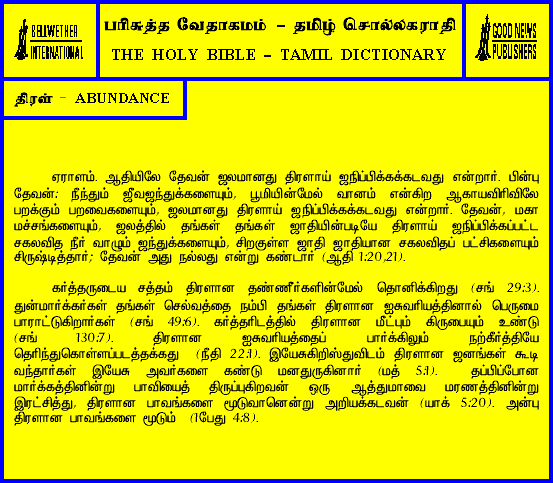 BELLWETHER
INTERNATIONAL
பரிசுத்த வேதாகமம் – தமிழ் சொல்லகராதி
THE HOLY BIBLE – TAMIL DICTIONARY
GOOD NEWS
PUBLISHERS
திரள் – ABUNDANCE
ஏராளம். ஆதியிலே தேவன் ஜலமானது திரளாய் ஜநிப்பிக்கக்கடவது என்றார். பின்பு
தேவன்: நீந்தும் ஜீவஜந்துக்களையும், பூமியின்மேல் வானம் என்கிற ஆகாயவிரிவிலே
பறக்கும் பறவைகளையும், ஜலமானது திரளாய் ஜநிப்பிக்கக்கடவது என்றார். தேவன், மகா
மச்சங்களையும், ஜலத்தில் தங்கள் தங்கள் ஜாதியின்படியே திரளாய் ஜநிப்பிக்கப்பட்ட
சகலவித நீர் வாழும் ஜந்துக்களையும், சிறகுள்ள ஜாதி ஜாதியான சகலவிதப் பட்சிகளையும்
சிருஷ்டித்தார்; தேவன் அது நல்லது என்று கண்டார் (ஆதி 1:20,21).
கர்த்தருடைய சத்தம் திரளான தண்ணீர்களின்மேல் தொனிக்கிறது (சங் 29:3).
துன்மார்க்கர்கள் தங்கள் செல்வத்தை நம்பி தங்கள் திரளான ஐசுவரியத்தினால் பெருமை
பாராட்டுகிறார்கள் (சங் 49:6). கர்த்தரிடத்தில் திரளான மீட்பும் கிருபையும் உண்டு
(சங் 130:7). திரளான ஐசுவரியத்தைப் பார்க்கிலும் நற்கீர்த்தியே
தெரிந்துகொள்ளப்படத்தக்கது (நீதி 22:1). இயேசுகிறிஸ்துவிடம் திரளான ஜனங்கள் கூடி
வந்தார்கள் இயேசு அவர்களை கண்டு மனதுருகினார் (மத் 5:1). தப்பிப்போன
மார்க்கத்தினின்று பாவியைத் திருப்புகிறவன் ஒரு ஆத்துமாவை மரணத்தினின்று
இரட்சித்து, திரளான பாவங்களை மூடுவானென்று அறியக்கடவன் (யாக் 5:20). அன்பு
திரளான பாவங்களை மூடும் (1பேது 4:8).